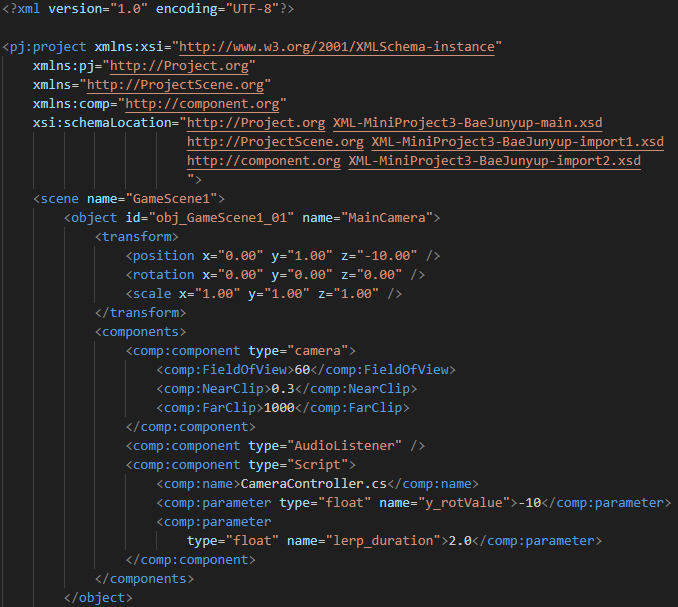 <?xml version="1.0" encoding="UTF-8"?>
<pj:project xmlns:xsi="http://www.w3.org/2001/XMLSchema-instance"
xmlns:pj="http://Project.org"
xmlns="http://ProjectScene.org"
xmlns:comp="http://component.org"
xsi:schemaLocation="http://Project.org XML-MiniProject3-BaeJunyup-main.xsd
http://ProjectScene.org XML-MiniProject3-BaeJunyup-import1.xsd
http://component.org XML-MiniProject3-BaeJunyup-import2.xsd
">
<scene name="GameScene1">
<object id="obj_GameScene1_01" name="MainCamera">
<transform>
<position x="0.00" y="1.00" z="-10.00" />
<rotation x="0.00" y="0.00" z="0.00" />
<scale x="1.00" y="1.00" z="1.00" />
</transform>
<components>
<comp:component type="camera">
<comp:FieldOfView>60</comp:FieldOfView>
<comp:NearClip>0.3</comp:NearClip>
<comp:FarClip>1000</comp:FarClip>
</comp:component>
<comp:component type="AudioListener" />
<comp:component type="Script">
<comp:name>CameraController.cs</comp:name>
<comp:parameter type="float" name="y_rotValue">-10</comp:parameter>
<comp:parameter
type="float" name="lerp_duration">2.0</comp:parameter>
</comp:component>
</components>
</object>